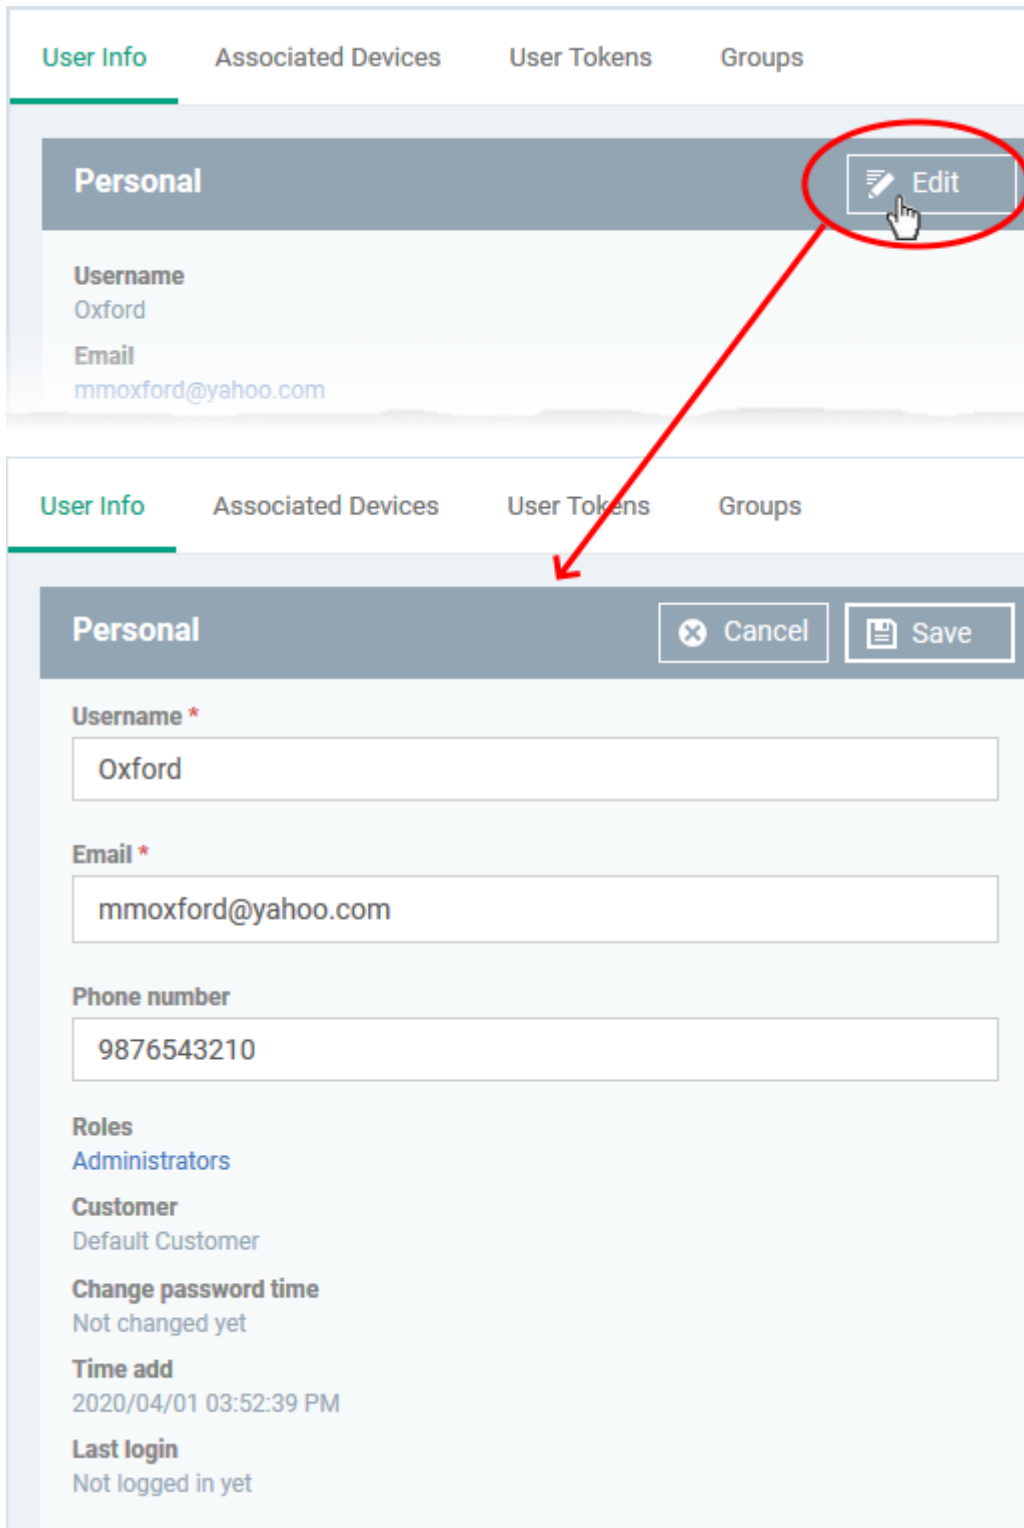 User Info Associated Devices User Tokens Groups
Personal Edit
Username
Oxford
Email
mmoxford@yahoo.com
User Info Associated Devices User Tokens Groups
Personal Cancel Save
Username *
Oxford
Email *
mmoxford@yahoo.com
Phone number
9876543210
Roles
Administrators
Customer
Default Customer
Change password time
Not changed yet
Time add
2020/04/01 03:52:39 PM
Last login
Not logged in yet